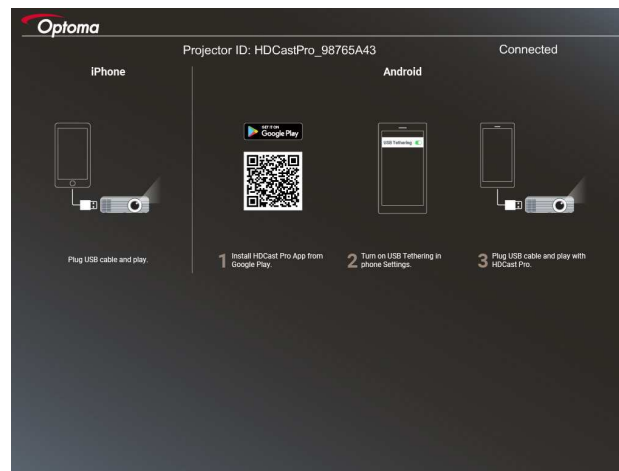 Optoma
Projector ID: HDCastPro_98765A43
Connected
iPhone
Android
GET IT ON
Google Play
USB Tethering
Plug USB cable and play.
1 Install HDCast Pro App from
Google Play.
2 Turn on USB Tethering in
phone Settings.
3 Plug USB cable and play with
HDCast Pro.